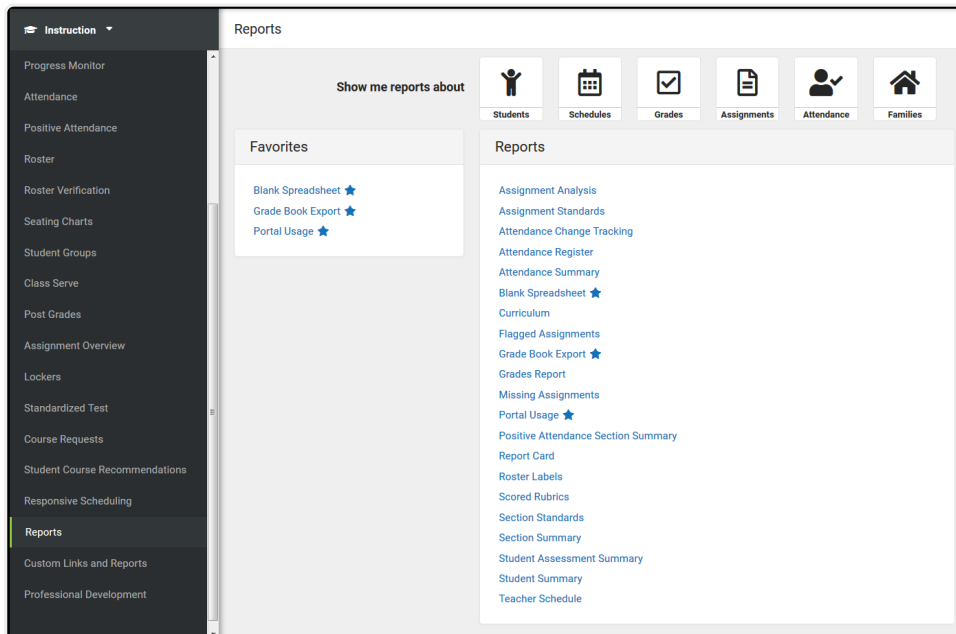 Instruction
Progress Monitor
Attendance
Positive Attendance
Roster
Roster Verification
Seating Charts
Student Groups
Class Serve
Post Grades
Assignment Overview
Lockers
Standardized Test
Course Requests
Student Course Recommendations
Responsive Scheduling
Reports
Custom Links and Reports
Professional Development
Reports
Show me reports about
Students
Schedules
Grades
Assignments
Attendance
Families
Favorites
Blank Spreadsheet
Grade Book Export
Portal Usage
Reports
Assignment Analysis
Assignment Standards
Attendance Change Tracking
Attendance Register
Attendance Summary
Blank Spreadsheet
Curriculum
Flagged Assignments
Grade Book Export
Grades Report
Missing Assignments
Portal Usage
Positive Attendance Section Summary
Report Card
Roster Labels
Scored Rubrics
Section Standards
Section Summary
Student Assessment Summary
Student Summary
Teacher Schedule